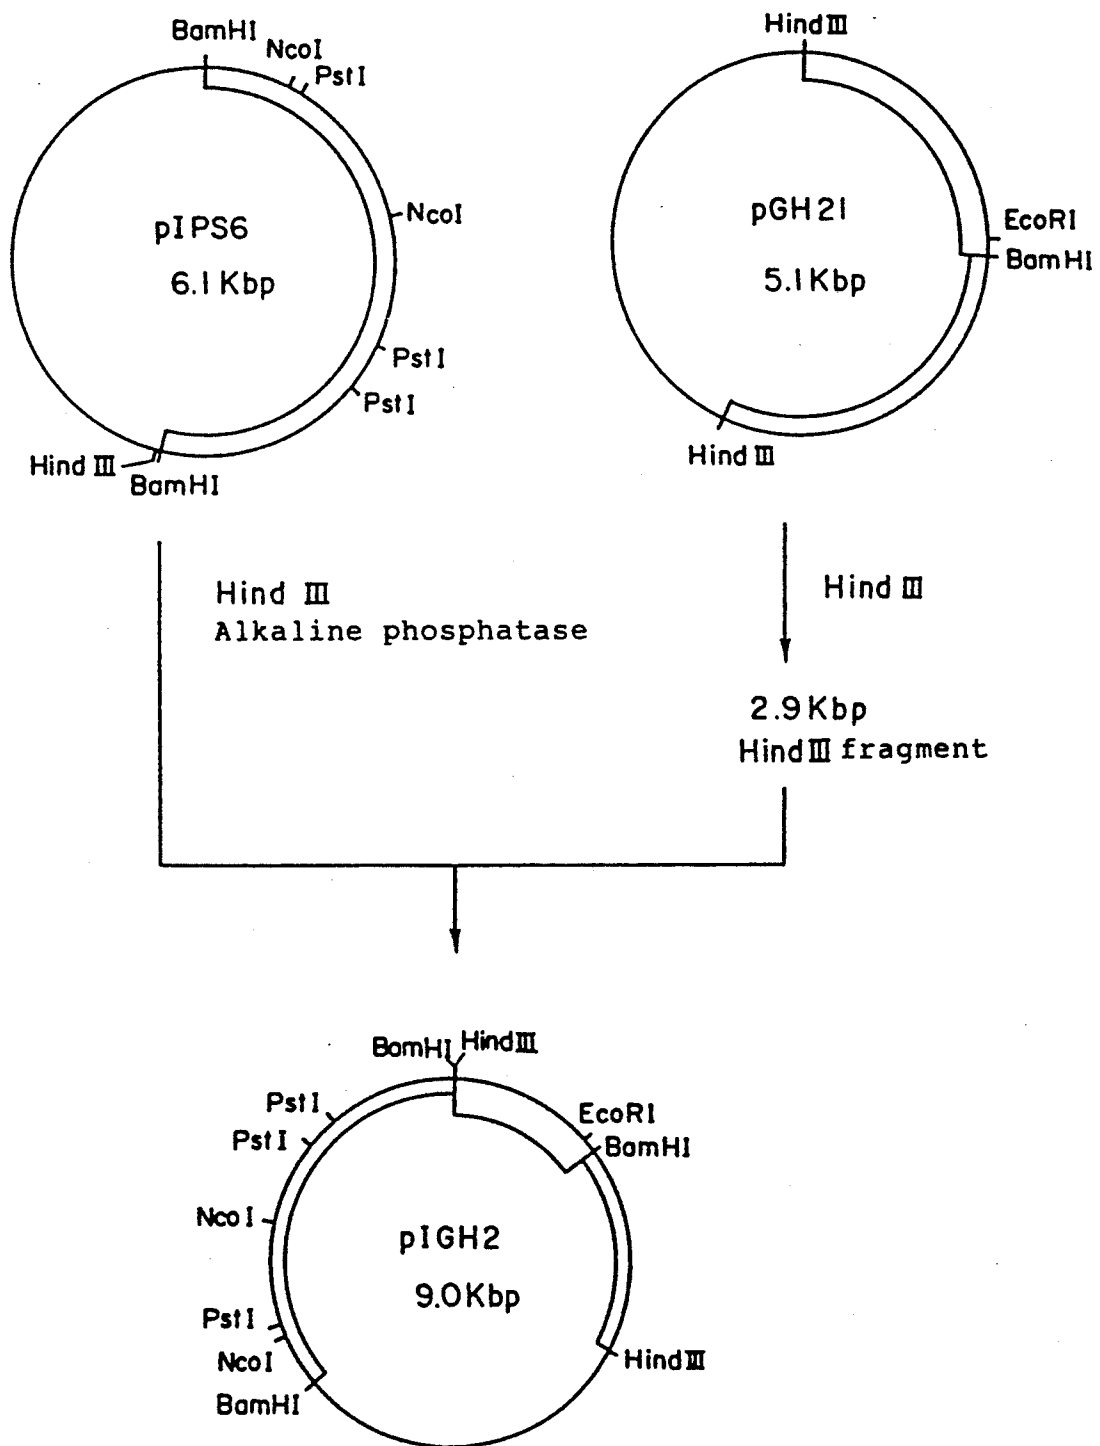 BamHI
NcoI
PstI
NcoI
pIPS6
6.1 Kbp
PstI
PstI
Hind III
BamHI
Hind III
pGH21
5.1 Kbp
EcoRI
BamHI
Hind III
Hind III
Alkaline phosphatase
Hind III
2.9 Kbp
Hind III fragment
BamHI
Hind III
PstI
PstI
EcoRI
BamHI
NcoI
pIGH2
9.0 Kbp
PstI
NcoI
BamHI
Hind III